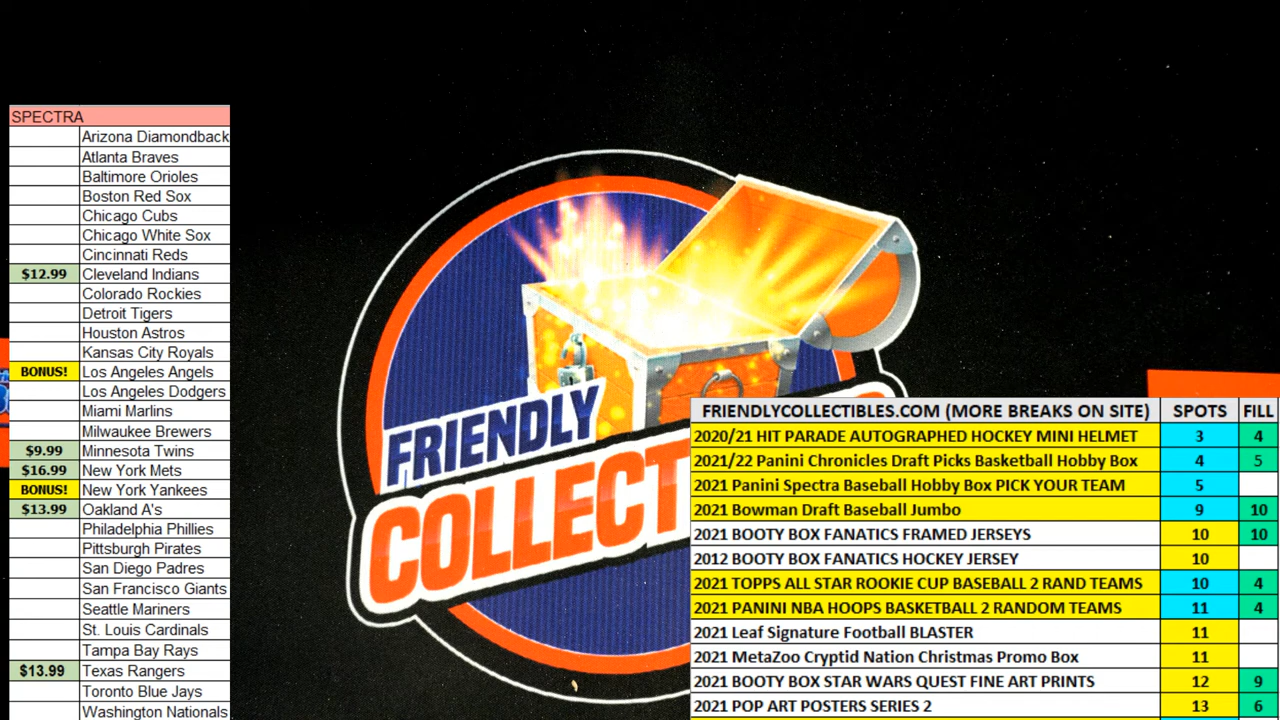 SPECTRA
Arizona Diamondback
Atlanta Braves
Baltimore Orioles
Boston Red Sox
Chicago Cubs
Chicago White Sox
Cincinnati Reds
$12.99 Cleveland Indians
Colorado Rockies
Detroit Tigers
Houston Astros
Kansas City Royals
BONUS! Los Angeles Angels
Los Angeles Dodgers
Miami Marlins
Milwaukee Brewers
$9.99 Minnesota Twins
$16.99 New York Mets
BONUS! New York Yankees
$13.99 Oakland A's
Philadelphia Phillies
Pittsburgh Pirates
San Diego Padres
San Francisco Giants
Seattle Mariners
St. Louis Cardinals
Tampa Bay Rays
$13.99 Texas Rangers
Toronto Blue Jays
Washington Nationals
FRIENDLY
COLLECT
FRIENDLYCOLLECTIBLES.COM (MORE BREAKS ON SITE) SPOTS FILL
2020/21 HIT PARADE AUTOGRAPHED HOCKEY MINI HELMET 3 4
2021/22 Panini Chronicles Draft Picks Basketball Hobby Box 4 5
2021 Panini Spectra Baseball Hobby Box PICK YOUR TEAM 5
2021 Bowman Draft Baseball Jumbo 9 10
2021 BOOTY BOX FANATICS FRAMED JERSEYS 10 10
2012 BOOTY BOX FANATICS HOCKEY JERSEY 10
2021 TOPPS ALL STAR ROOKIE CUP BASEBALL 2 RAND TEAMS 10 4
2021 PANINI NBA HOOPS BASKETBALL 2 RANDOM TEAMS 11 4
2021 Leaf Signature Football BLASTER 11
2021 MetaZoo Cryptid Nation Christmas Promo Box 11
2021 BOOTY BOX STAR WARS QUEST FINE ART PRINTS 12 9
2021 POP ART POSTERS SERIES 2 13 6